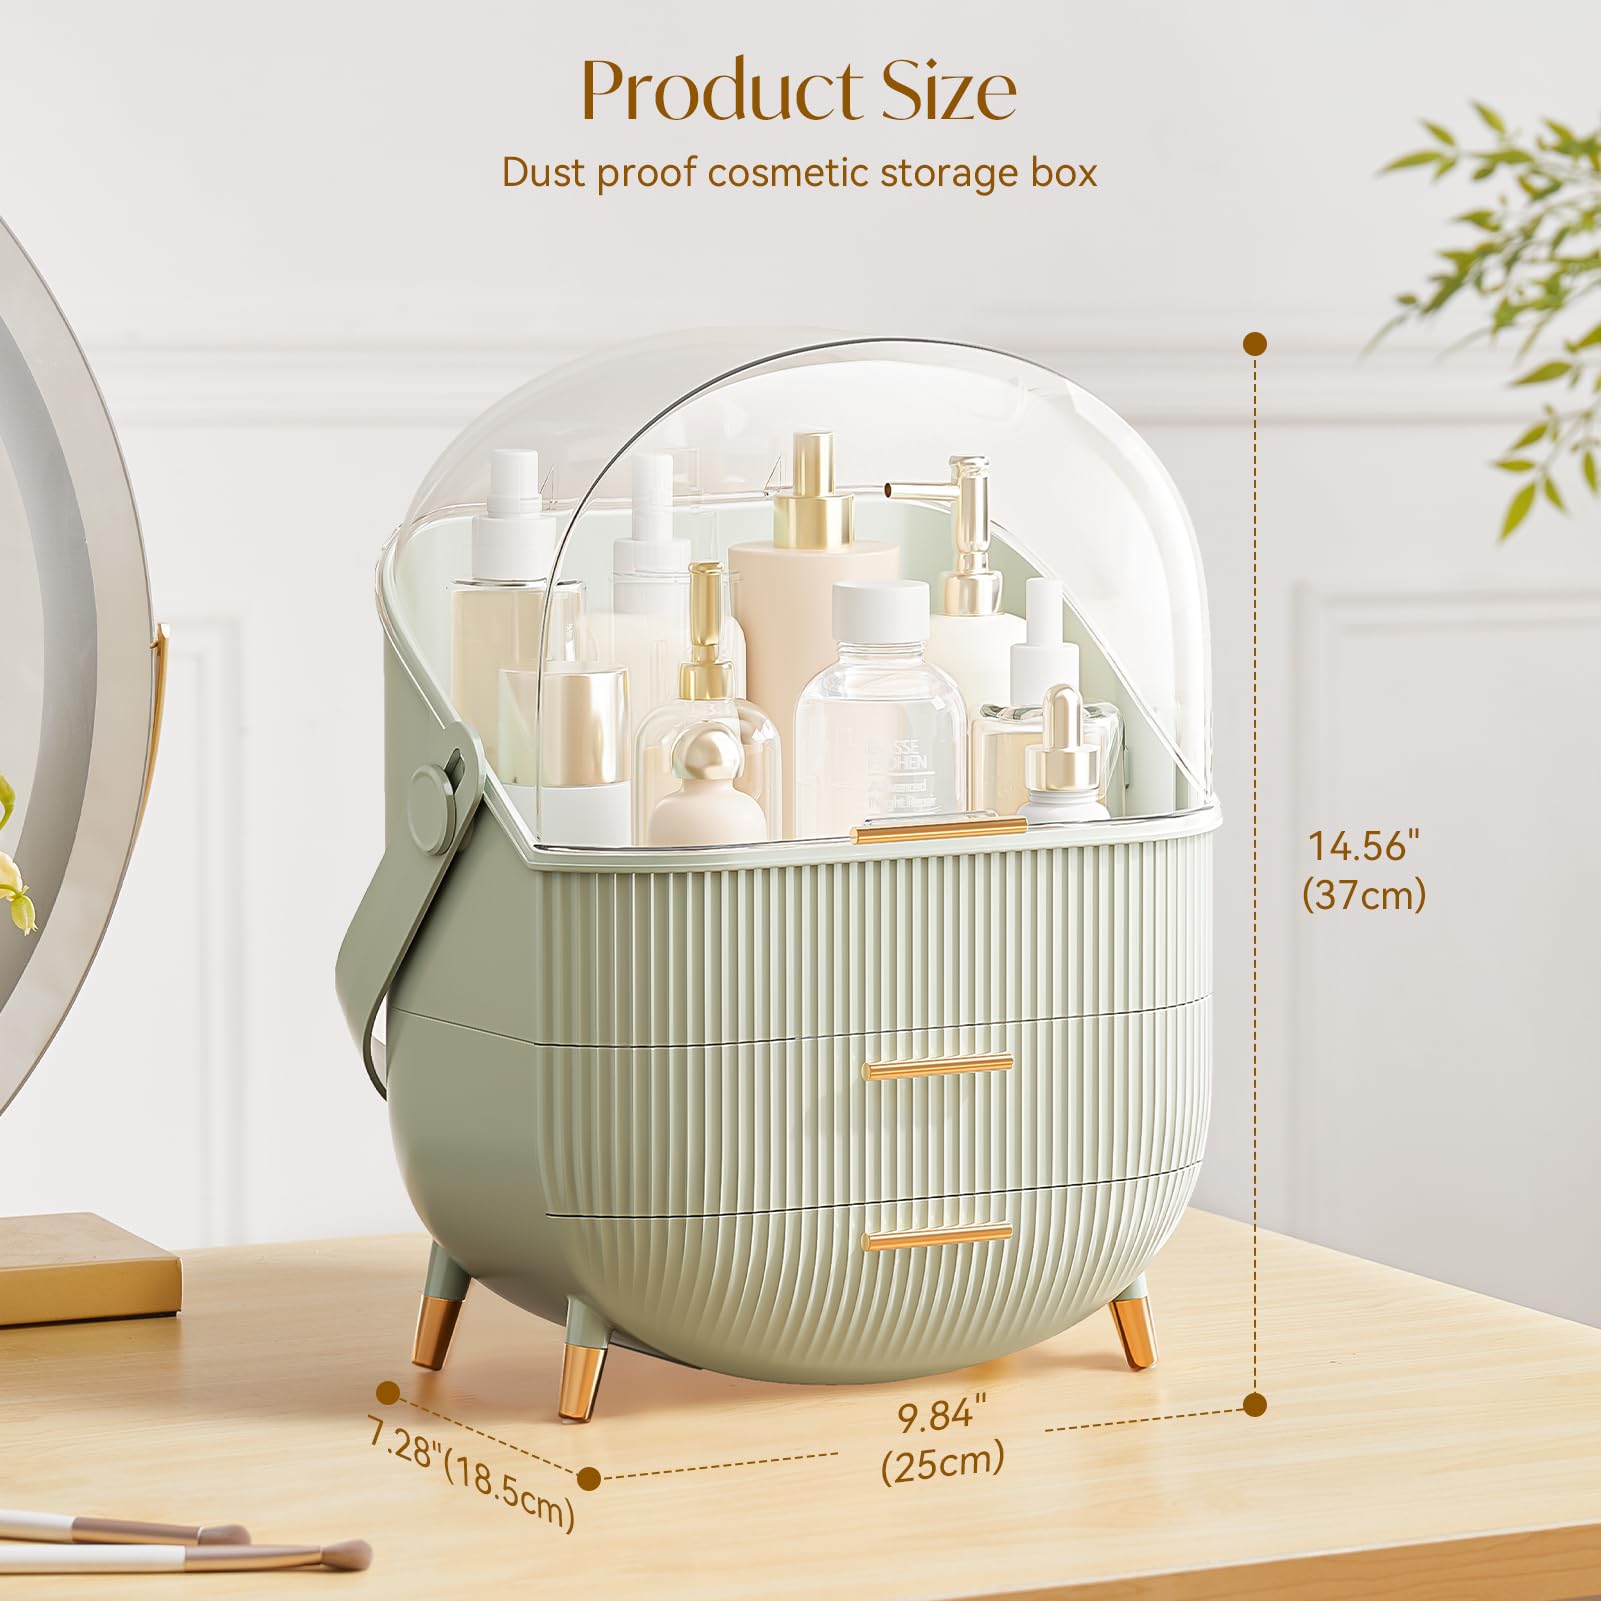 Product Size
Dust proof cosmetic storage box
14.56"
(37cm)
9.84"
(25cm)
7.28"(18.5cm)